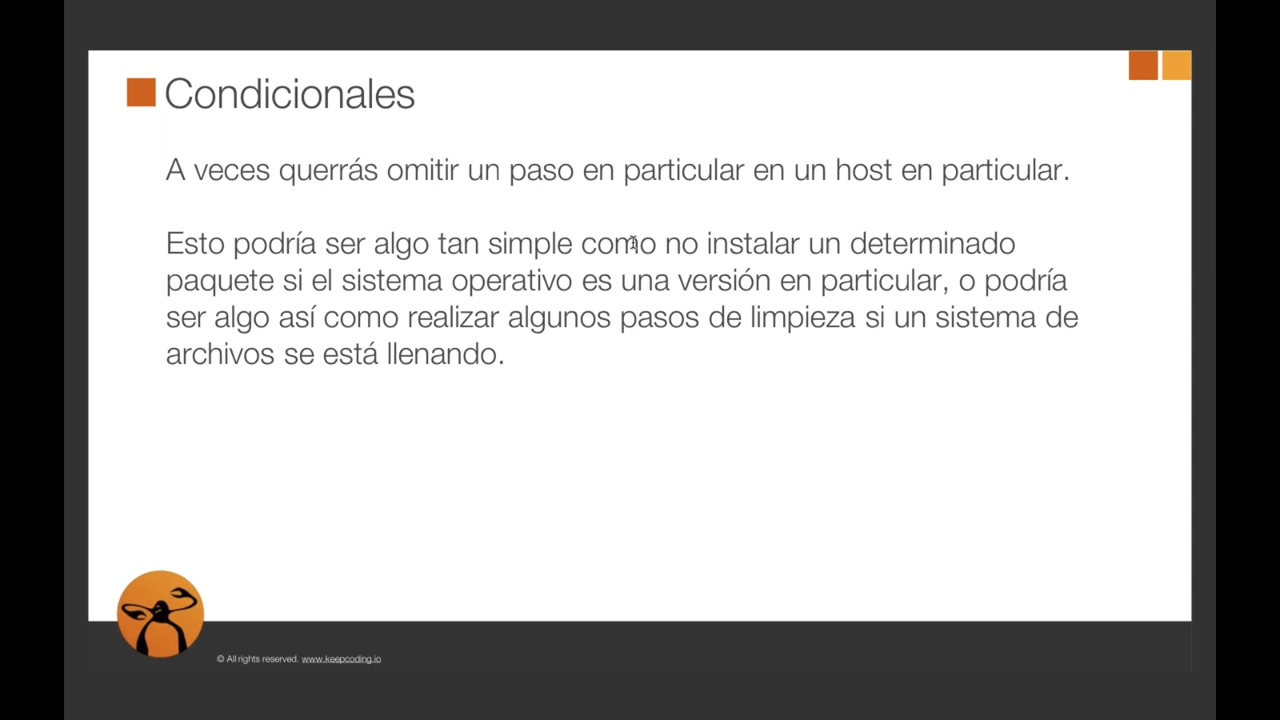 Condicionales
A veces querrás omitir un paso en particular en un host en particular.
Esto podría ser algo tan simple como no instalar un determinado
paquete si el sistema operativo es una versión en particular, o podría
ser algo así como realizar algunos pasos de limpieza si un sistema de
archivos se está llenando.
© All rights reserved. www.keepcoding.io